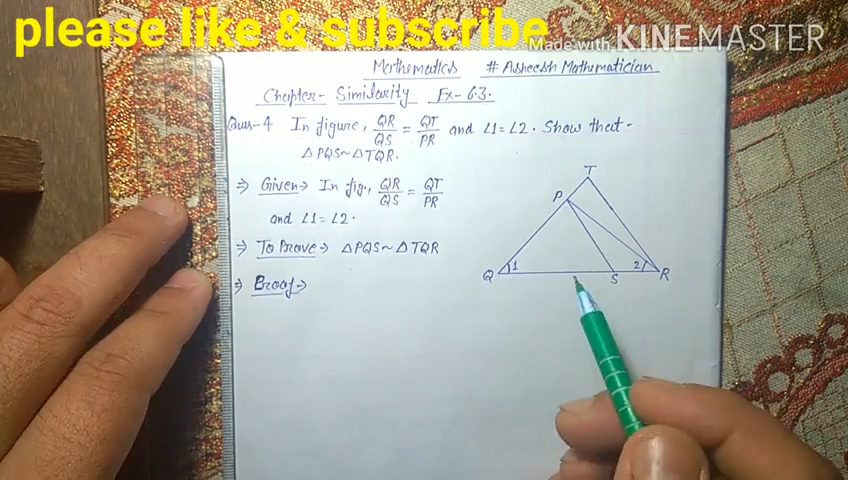 please like & subscribe
Made with KINEMASTER
Mathematics # Asheesh Mathematician
Chapter- Similarity Ex- 6.3
Ques-4 In figure, QR/QS = QT/PR and ∠1=∠2. Show that-
△PQS~△TQR.
⇒ Given→ In fig., QR/QS = QT/PR
and ∠1=∠2.
⇒ To Prove→ △PQS~△TQR
⇒ Proof→
T
P
Q 1 S 2 R